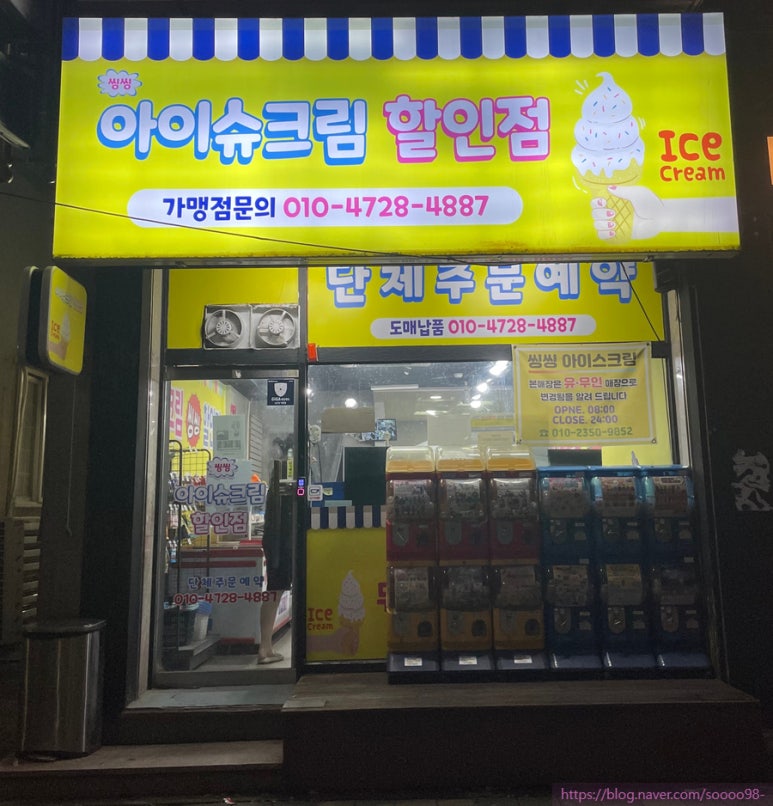 씽씽
아이슈크림 할인점
가맹점문의 010-4728-4887
Ice
Cream
단체주문예약
도매납품 010-4728-4887
씽씽 아이스크림
본매장은 유·무인 매장으로
변경됨을 알려 드립니다
OPNE. 08:00
CLOSE. 24:00
☎ 010-2350-9852
Ice
씽씽
아이슈크림
할인점
단체주문예약
010-4728-4887
Ice
Cream
https://blog.naver.com/soooo98-